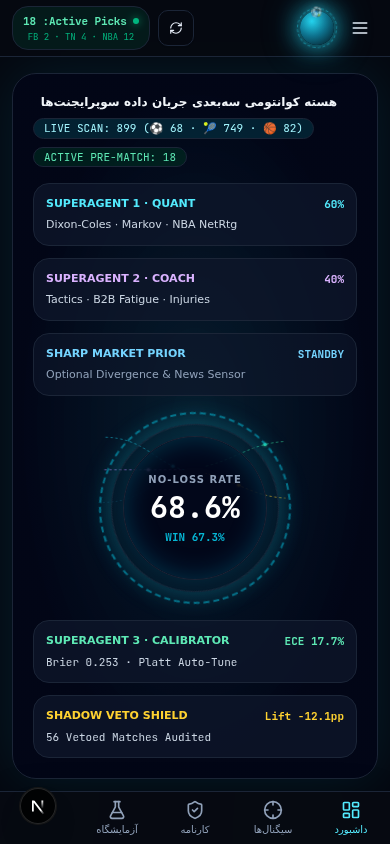 18 :Active Picks
FB 2 · TN 4 · NBA 12
هسته کوانتومی سه‌بعدی جریان داده سوپرایجنت‌ها
LIVE SCAN: 899 (⚽ 68 · 🎾 749 · 🏀 82)
ACTIVE PRE-MATCH: 18
SUPERAGENT 1 · QUANT 60%
Dixon-Coles · Markov · NBA NetRtg
SUPERAGENT 2 · COACH 40%
Tactics · B2B Fatigue · Injuries
SHARP MARKET PRIOR STANDBY
Optional Divergence & News Sensor
NO-LOSS RATE
68.6%
WIN 67.3%
SUPERAGENT 3 · CALIBRATOR ECE 17.7%
Brier 0.253 · Platt Auto-Tune
SHADOW VETO SHIELD Lift -12.1pp
56 Vetoed Matches Audited
داشبورد سیگنال‌ها کارنامه آزمایشگاه N